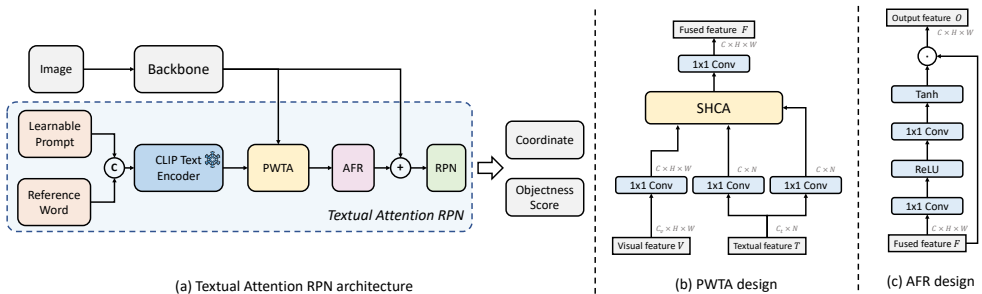 Image
Backbone
Learnable
Prompt
Reference
Word
C
CLIP Text
Encoder
PWTA
AFR
+
RPN
Textual Attention RPN
Coordinate
Objectness
Score
(a) Textual Attention RPN architecture
Fused feature F
C × H × W
1x1 Conv
SHCA
C × H × W
C × N
C × N
1x1 Conv
1x1 Conv
1x1 Conv
C_v × H × W
C_t × N
Visual feature V
Textual feature T
(b) PWTA design
Output feature O
C × H × W
·
Tanh
1x1 Conv
ReLU
1x1 Conv
C × H × W
Fused feature F
(c) AFR design